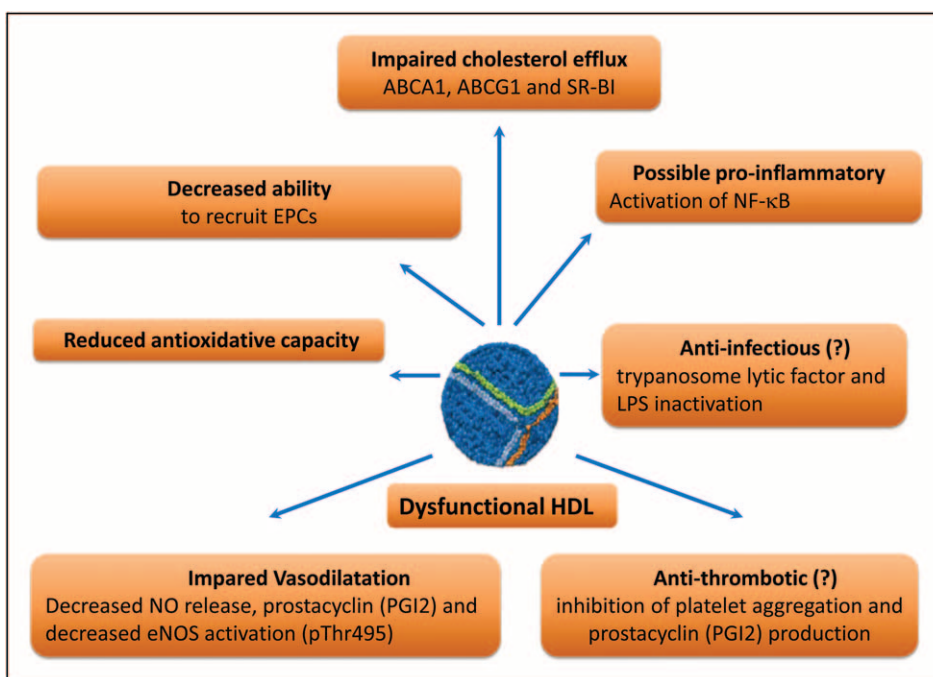 Impaired cholesterol efflux
ABCA1, ABCG1 and SR-BI
Decreased ability
to recruit EPCs
Possible pro-inflammatory
Activation of NF-κB
Reduced antioxidative capacity
Anti-infectious (?)
trypanosome lytic factor and
LPS inactivation
Dysfunctional HDL
Impared Vasodilatation
Decreased NO release, prostacyclin (PGI2) and
decreased eNOS activation (pThr495)
Anti-thrombotic (?)
inhibition of platelet aggregation and
prostacyclin (PGI2) production